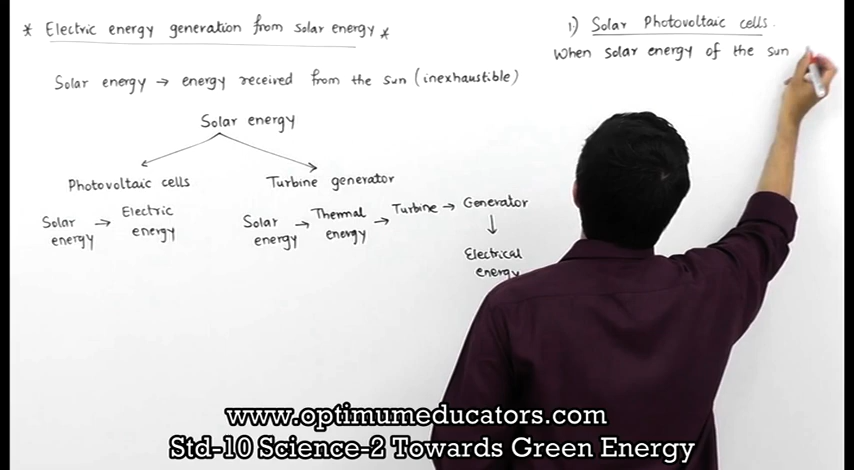 * Electric energy generation from solar energy *
Solar energy → energy received from the sun (inexhaustible)
Solar energy
Photovoltaic cells
Turbine generator
Solar energy → Electric energy
Solar energy → Thermal energy → Turbine → Generator
↓
Electrical energy
1) Solar Photovoltaic cells.
When solar energy of the sun
www.optimumeducators.com
Std-10 Science-2 Towards Green Energy